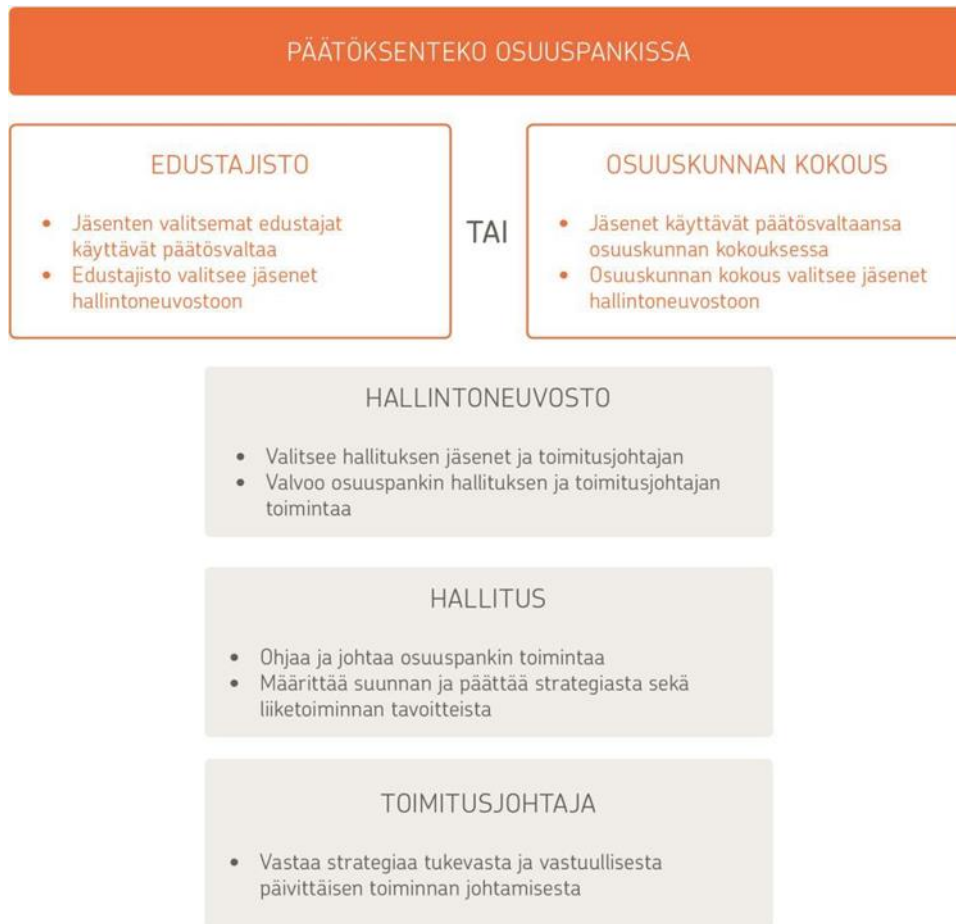 PÄÄTÖKSENTEKO OSUUSPANKISSA
EDUSTAJISTO
• Jäsenten valitsemat edustajat
käyttävät päätösvaltaa
• Edustajisto valitsee jäsenet
hallintoneuvostoon
TAI
OSUUSKUNNAN KOKOUS
• Jäsenet käyttävät päätösvaltaansa
osuuskunnan kokouksessa
• Osuuskunnan kokous valitsee jäsenet
hallintoneuvostoon
HALLINTONEUVOSTO
• Valitsee hallituksen jäsenet ja toimitusjohtajan
• Valvoo osuuspankin hallituksen ja toimitusjohtajan
toimintaa
HALLITUS
• Ohjaa ja johtaa osuuspankin toimintaa
• Määrittää suunnan ja päättää strategiasta sekä
liiketoiminnan tavoitteista
TOIMITUSJOHTAJA
• Vastaa strategiaa tukevasta ja vastuullisesta
päivittäisen toiminnan johtamisesta